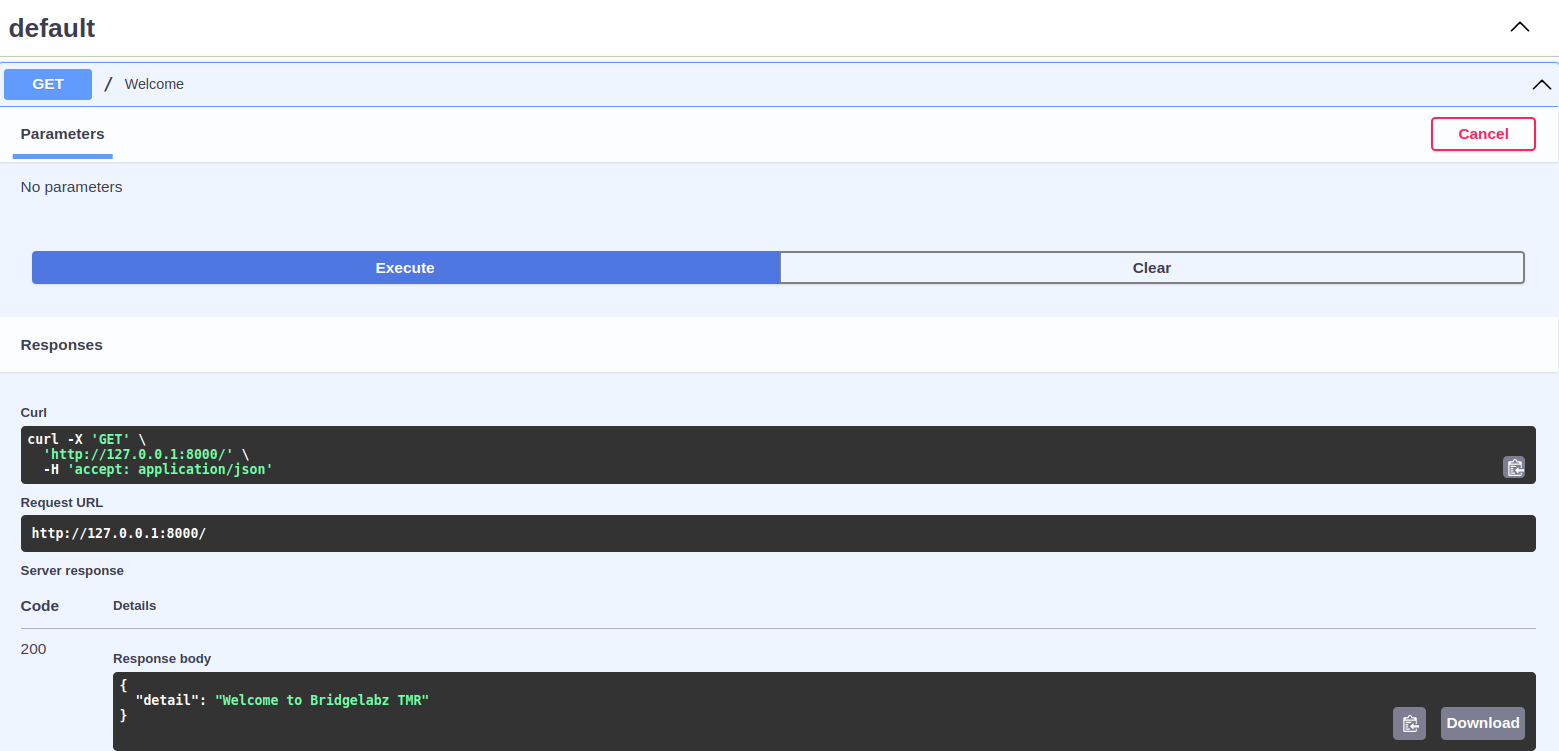 default
GET / Welcome
Parameters
Cancel
No parameters
Execute
Clear
Responses
Curl
curl -X 'GET' \
  'http://127.0.0.1:8000/' \
  -H 'accept: application/json'
Request URL
http://127.0.0.1:8000/
Server response
Code Details
200
Response body
{
  "detail": "Welcome to Bridgelabz TMR"
}
Download